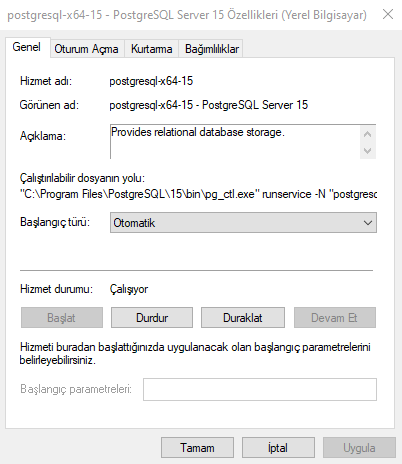 postgresql-x64-15 - PostgreSQL Server 15 Özellikleri (Yerel Bilgisayar)
Genel Oturum Açma Kurtarma Bağımlılıklar
Hizmet adı: postgresql-x64-15
Görünen ad: postgresql-x64-15 - PostgreSQL Server 15
Açıklama: Provides relational database storage.
Çalıştırılabilir dosyanın yolu:
"C:\Program Files\PostgreSQL\15\bin\pg_ctl.exe" runservice -N "postgresq
Başlangıç türü: Otomatik
Hizmet durumu: Çalışıyor
Başlat Durdur Duraklat Devam Et
Hizmeti buradan başlattığınızda uygulanacak olan başlangıç parametrelerini
belirleyebilirsiniz.
Başlangıç parametreleri:
Tamam İptal Uygula